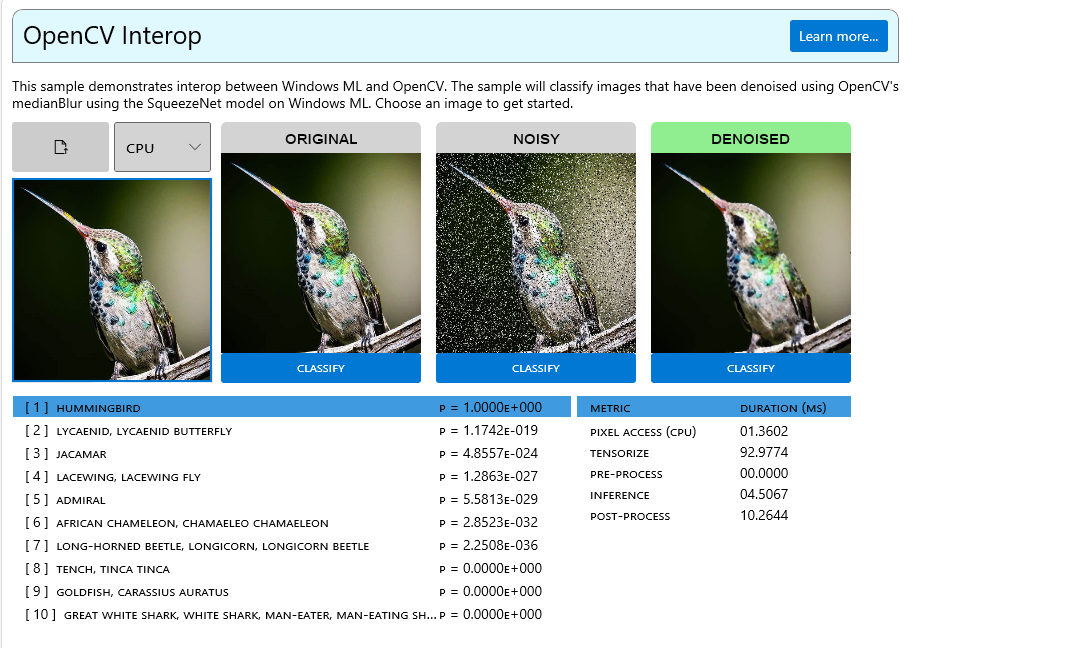 OpenCV Interop
Learn more...
This sample demonstrates interop between Windows ML and OpenCV. The sample will classify images that have been denoised using OpenCV's
medianBlur using the SqueezeNet model on Windows ML. Choose an image to get started.
CPU
ORIGINAL
NOISY
DENOISED
CLASSIFY
CLASSIFY
CLASSIFY
[ 1 ] HUMMINGBIRD P = 1.0000E+000
[ 2 ] LYCAENID, LYCAENID BUTTERFLY P = 1.1742E-019
[ 3 ] JACAMAR P = 4.8557E-024
[ 4 ] LACEWING, LACEWING FLY P = 1.2863E-027
[ 5 ] ADMIRAL P = 5.5813E-029
[ 6 ] AFRICAN CHAMELEON, CHAMAELEO CHAMAELEON P = 2.8523E-032
[ 7 ] LONG-HORNED BEETLE, LONGICORN, LONGICORN BEETLE P = 2.2508E-036
[ 8 ] TENCH, TINCA TINCA P = 0.0000E+000
[ 9 ] GOLDFISH, CARASSIUS AURATUS P = 0.0000E+000
[ 10 ] GREAT WHITE SHARK, WHITE SHARK, MAN-EATER, MAN-EATING SH... P = 0.0000E+000
METRIC DURATION (MS)
PIXEL ACCESS (CPU) 01.3602
TENSORIZE 92.9774
PRE-PROCESS 00.0000
INFERENCE 04.5067
POST-PROCESS 10.2644